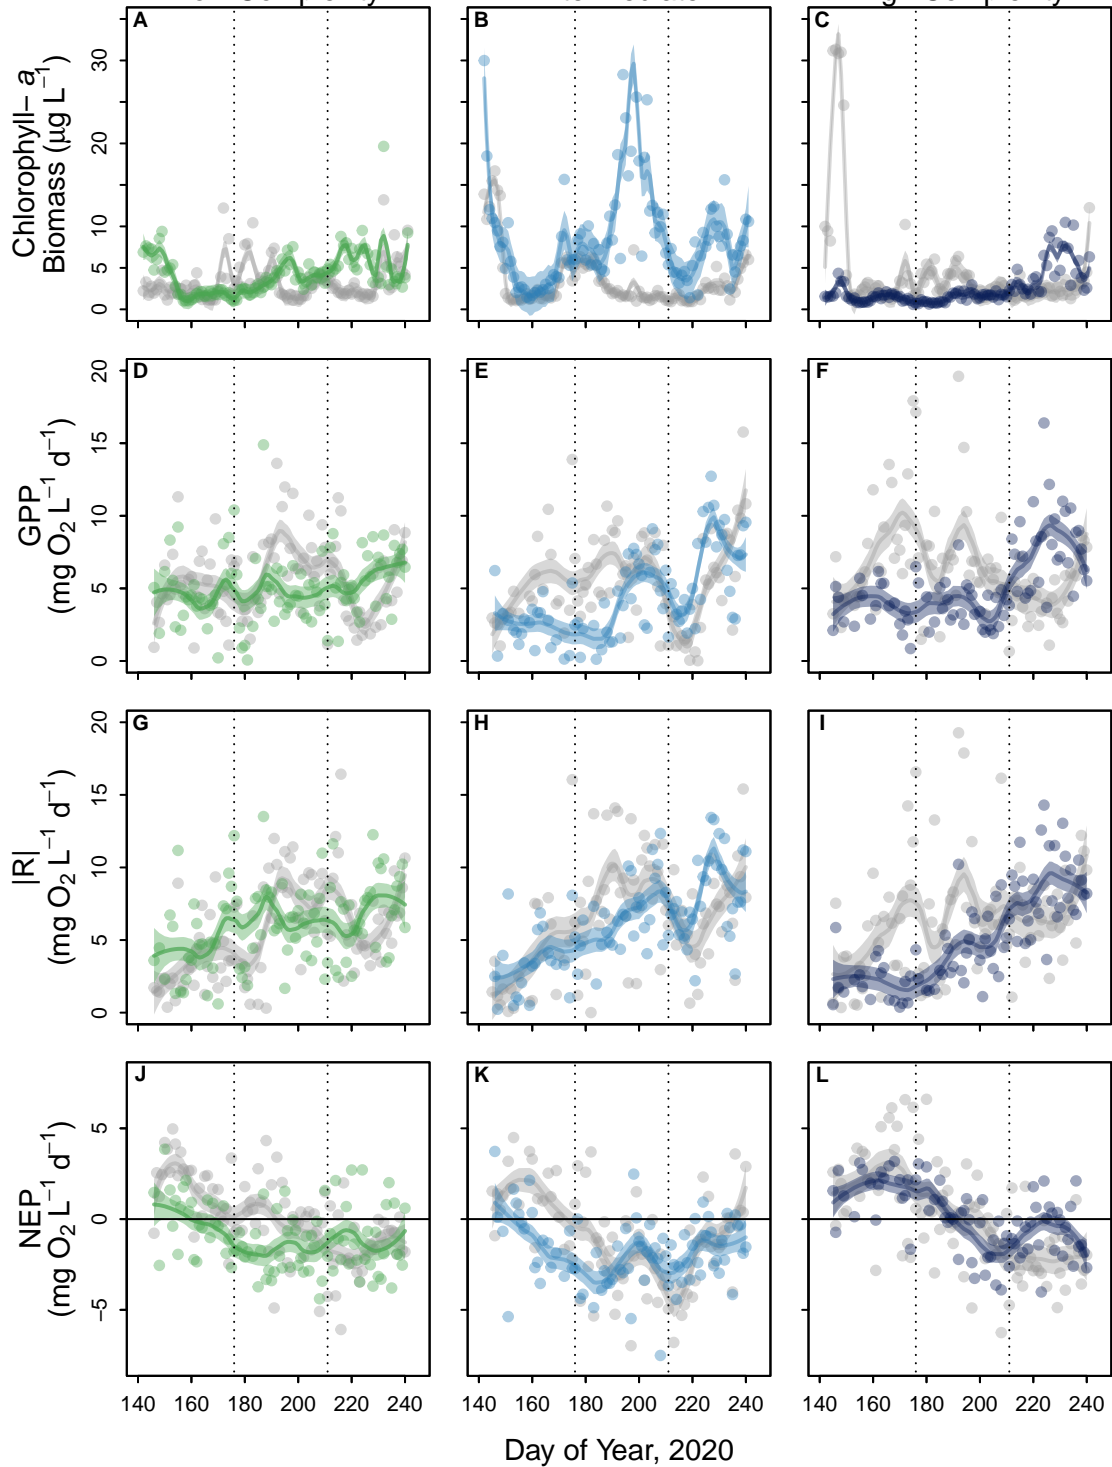 A B C
Chlorophyll− a
Biomass (μg L−1)
0 5 10 20 30
D E F
GPP
(mg O2 L−1 d−1)
0 5 10 15 20
G H I
|R|
(mg O2 L−1 d−1)
0 5 10 15 20
J K L
NEP
(mg O2 L−1 d−1)
−5 0 5
140 160 180 200 220 240 140 160 180 200 220 240 140 160 180 200 220 240
Day of Year, 2020